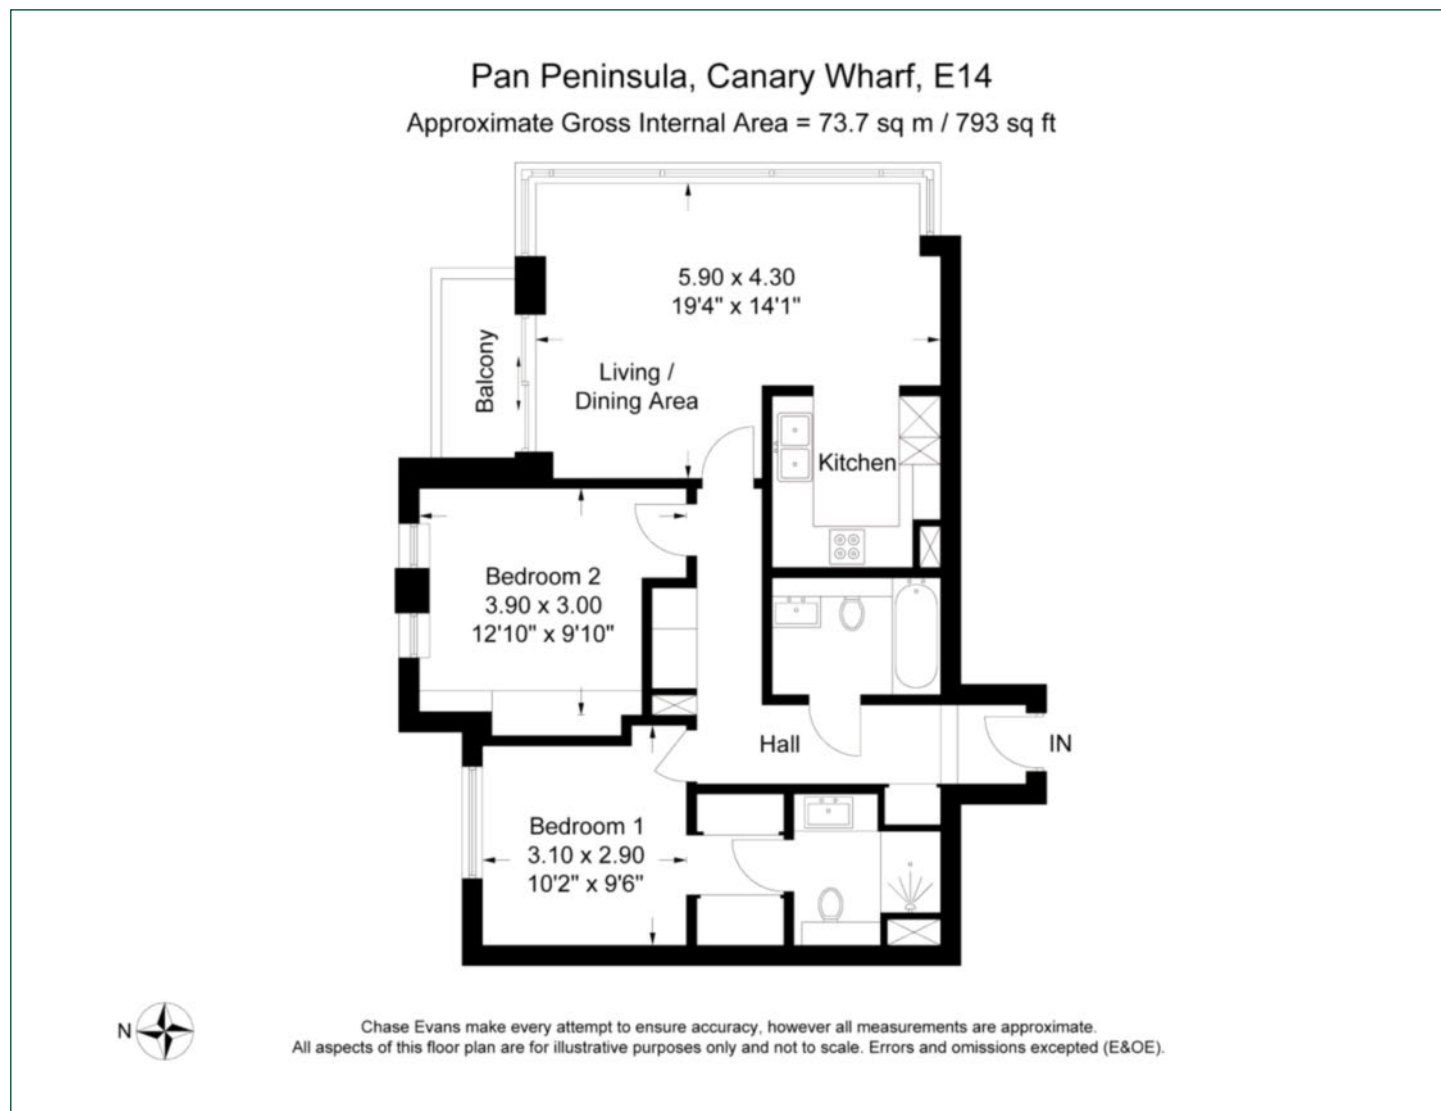 Pan Peninsula, Canary Wharf, E14
Approximate Gross Internal Area = 73.7 sq m / 793 sq ft
5.90 x 4.30
19'4" x 14'1"
Balcony
Living /
Dining Area
Kitchen
Bedroom 2
3.90 x 3.00
12'10" x 9'10"
Hall
IN
Bedroom 1
3.10 x 2.90
10'2" x 9'6"
N
Chase Evans make every attempt to ensure accuracy, however all measurements are approximate.
All aspects of this floor plan are for illustrative purposes only and not to scale. Errors and omissions excepted (E&OE).